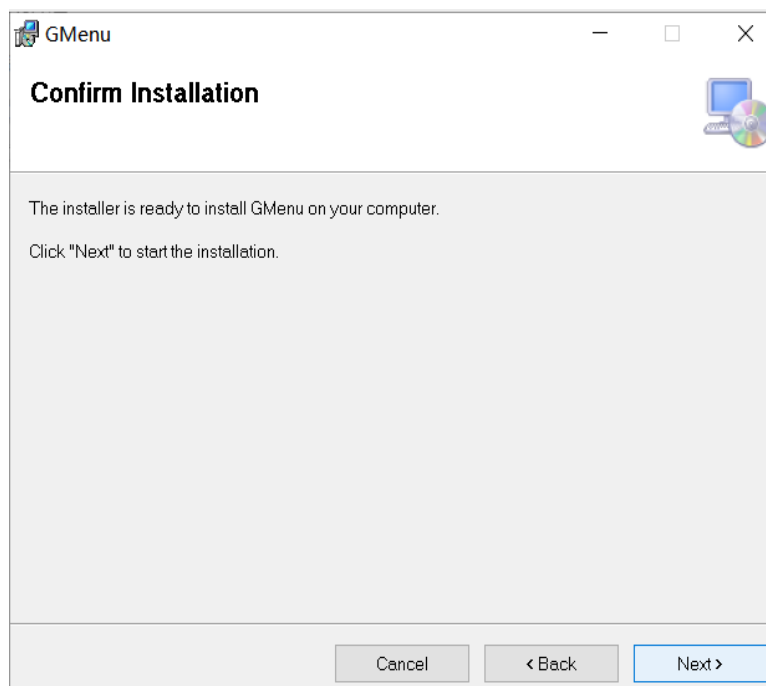 GMenu
Confirm Installation
The installer is ready to install GMenu on your computer.
Click "Next" to start the installation.
Cancel
< Back
Next >